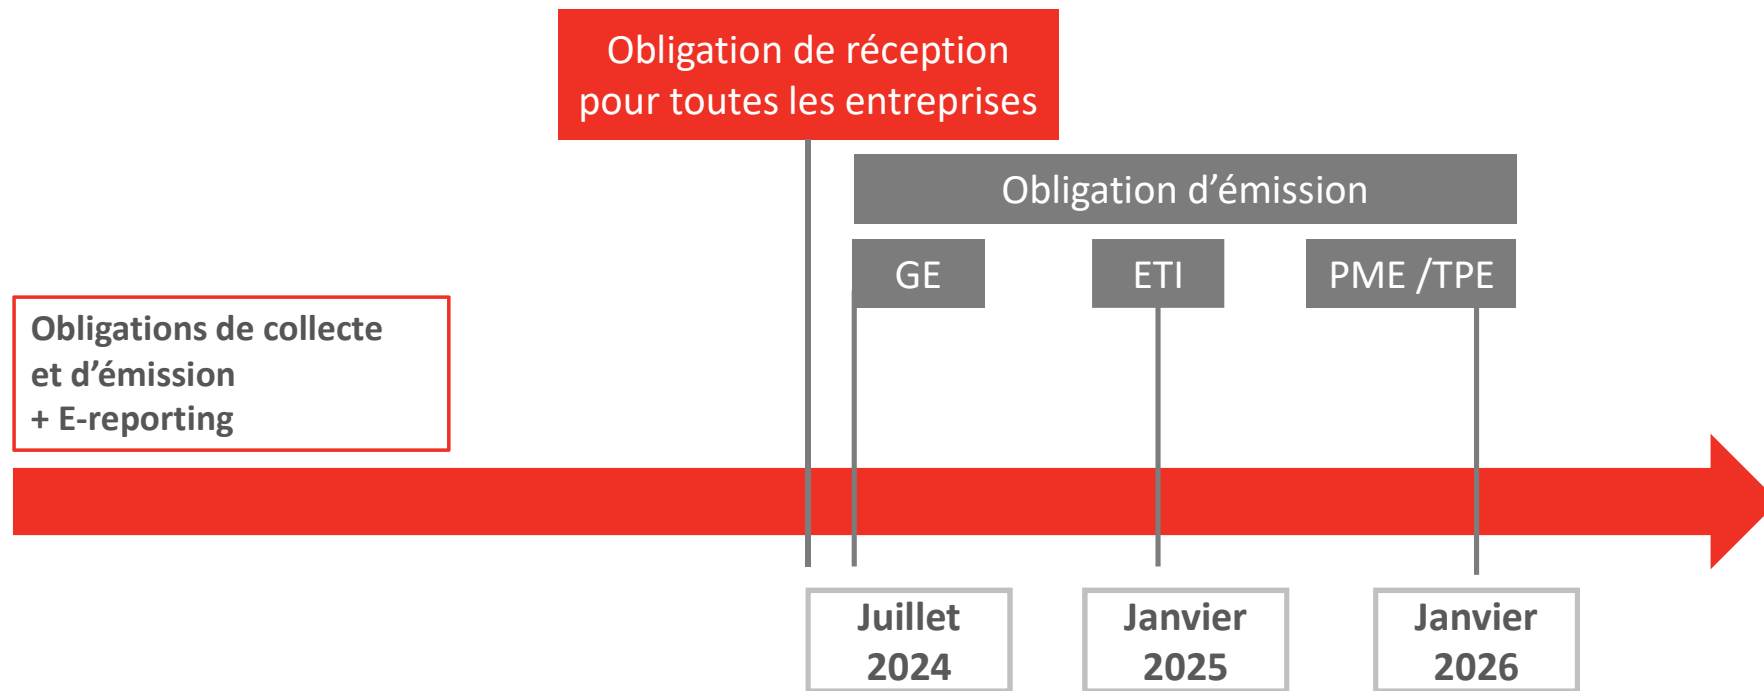 Obligation de réception
pour toutes les entreprises
Obligation d’émission
GE
ETI
PME /TPE
Obligations de collecte
et d’émission
+ E-reporting
Juillet
2024
Janvier
2025
Janvier
2026